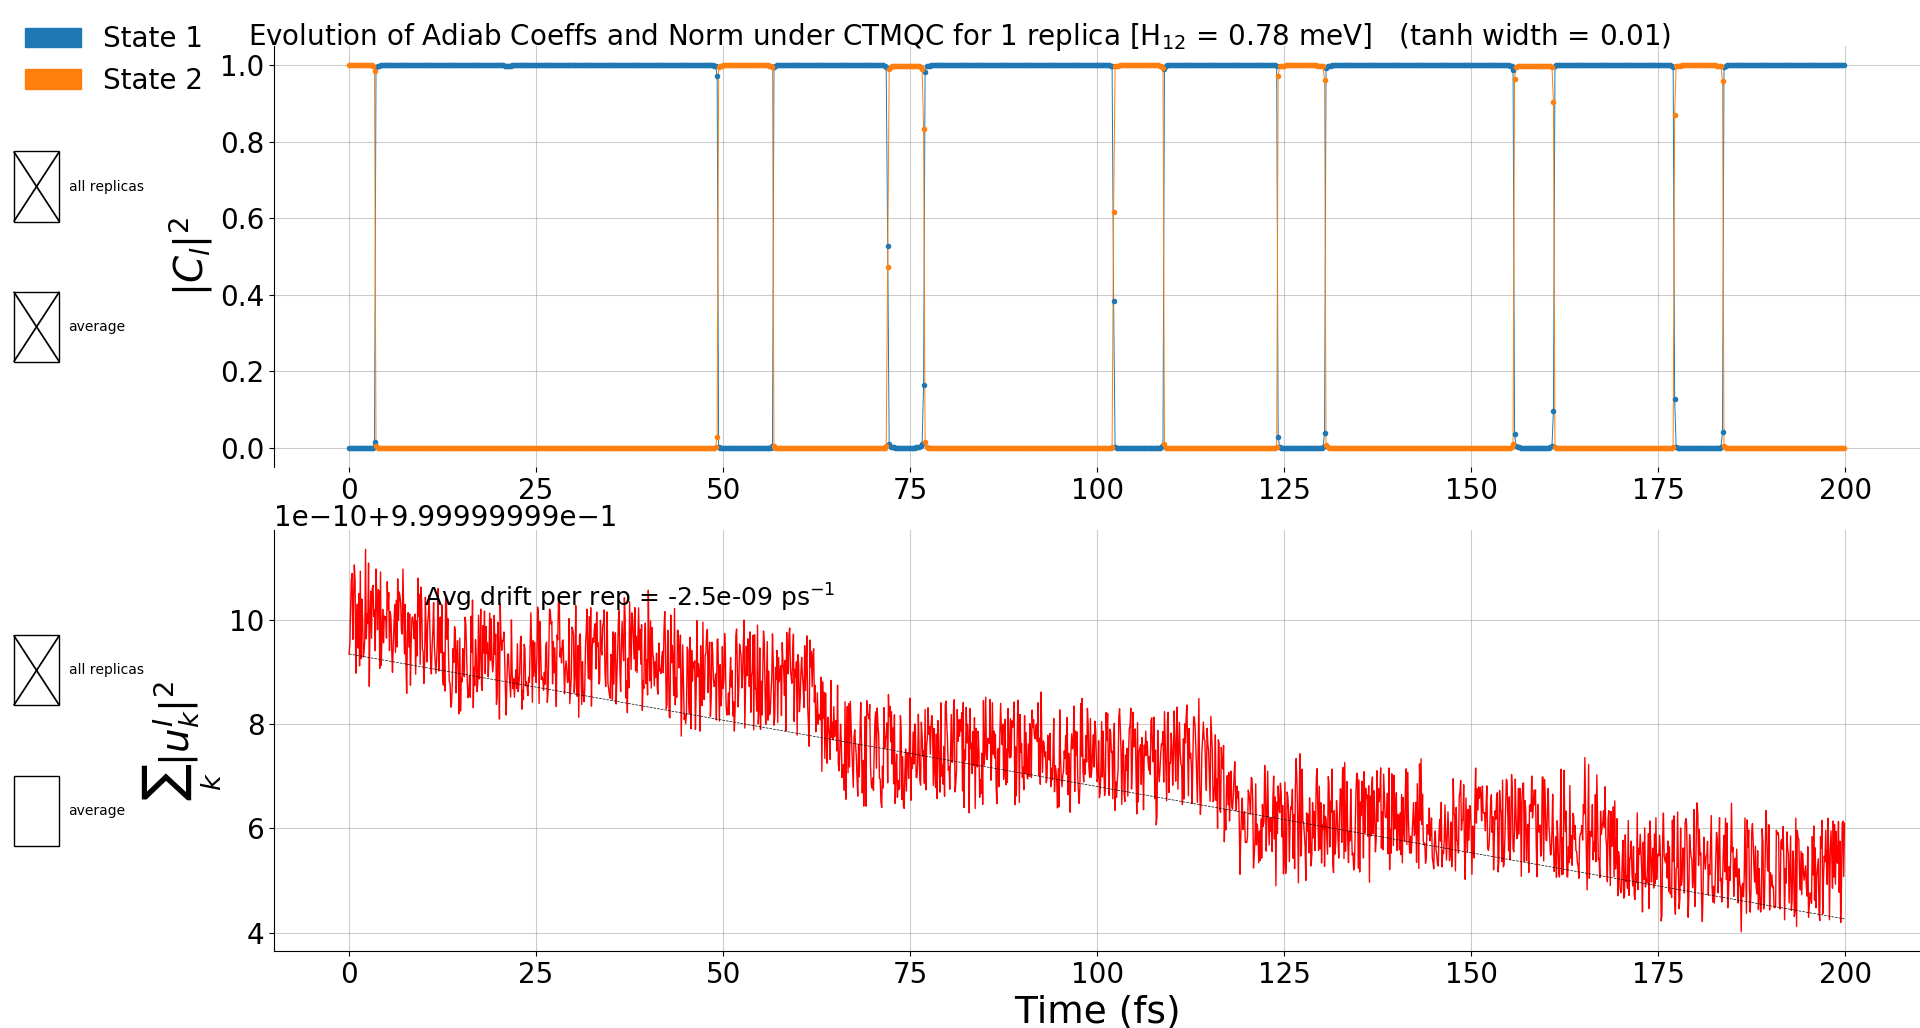 State 1
State 2
Evolution of Adiab Coeffs and Norm under CTMQC for 1 replica [H₁₂ = 0.78 meV]   (tanh width = 0.01)
all replicas
average
|C_l|²
1.0
0.8
0.6
0.4
0.2
0.0
0 25 50 75 100 125 150 175 200
1e−10+9.99999999e−1
Avg drift per rep = -2.5e-09 ps⁻¹
all replicas
average
∑_k |u_k^I|²
10
8
6
4
0 25 50 75 100 125 150 175 200
Time (fs)